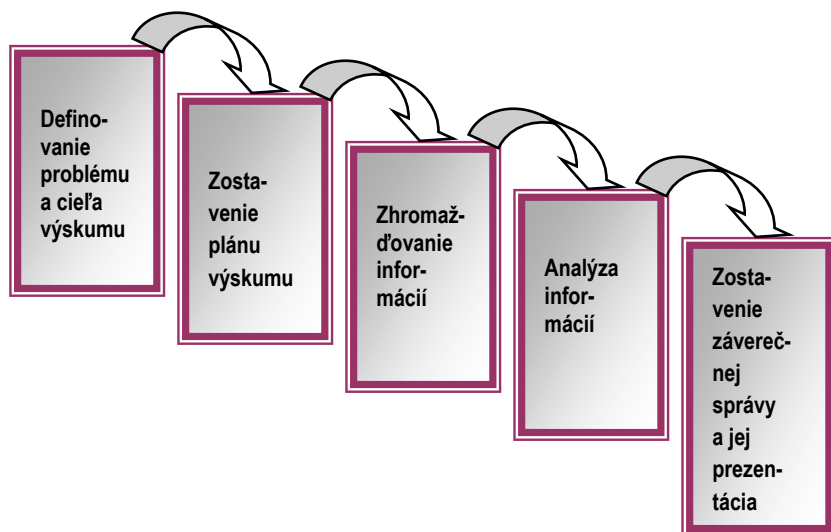 Defino-
vanie
problému
a cieľa
výskumu
Zosta-
venie
plánu
výskumu
Zhromaž-
ďovanie
infor-
mácií
Analýza
infor-
mácií
Zosta-
venie
závereč-
nej
správy
a jej
prezen-
tácia